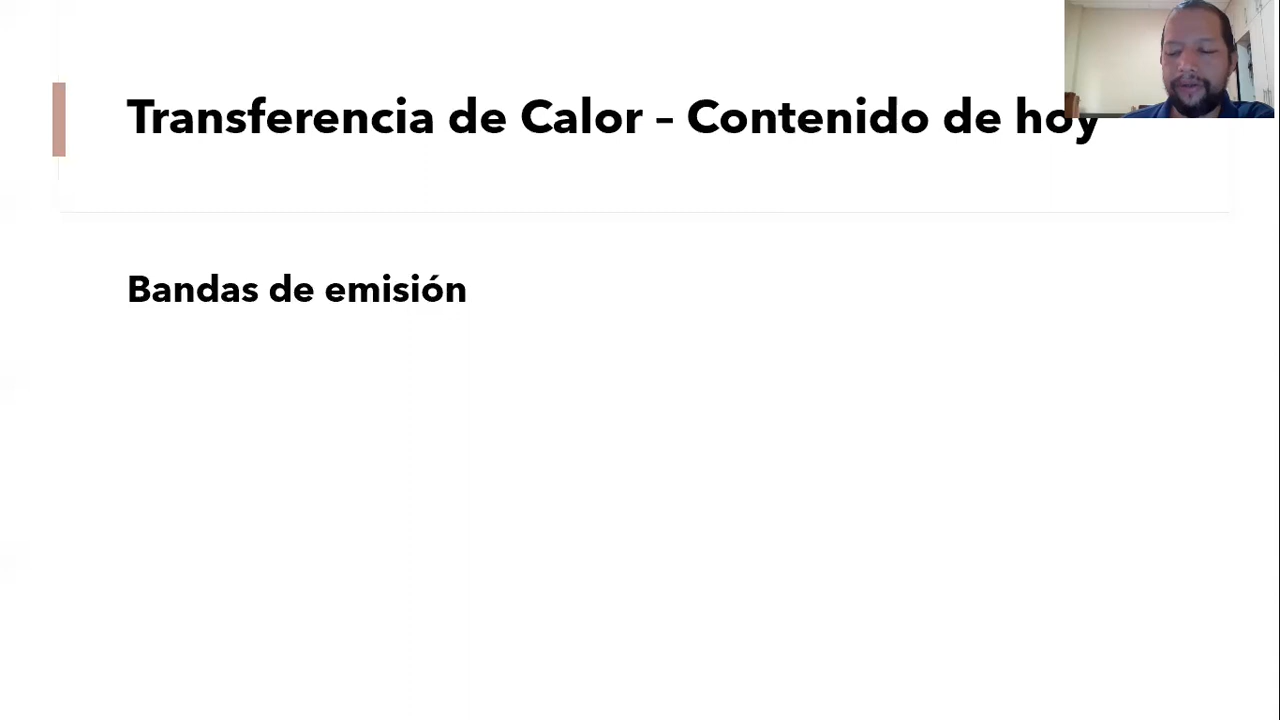 Transferencia de Calor – Contenido de hoy
Bandas de emisión